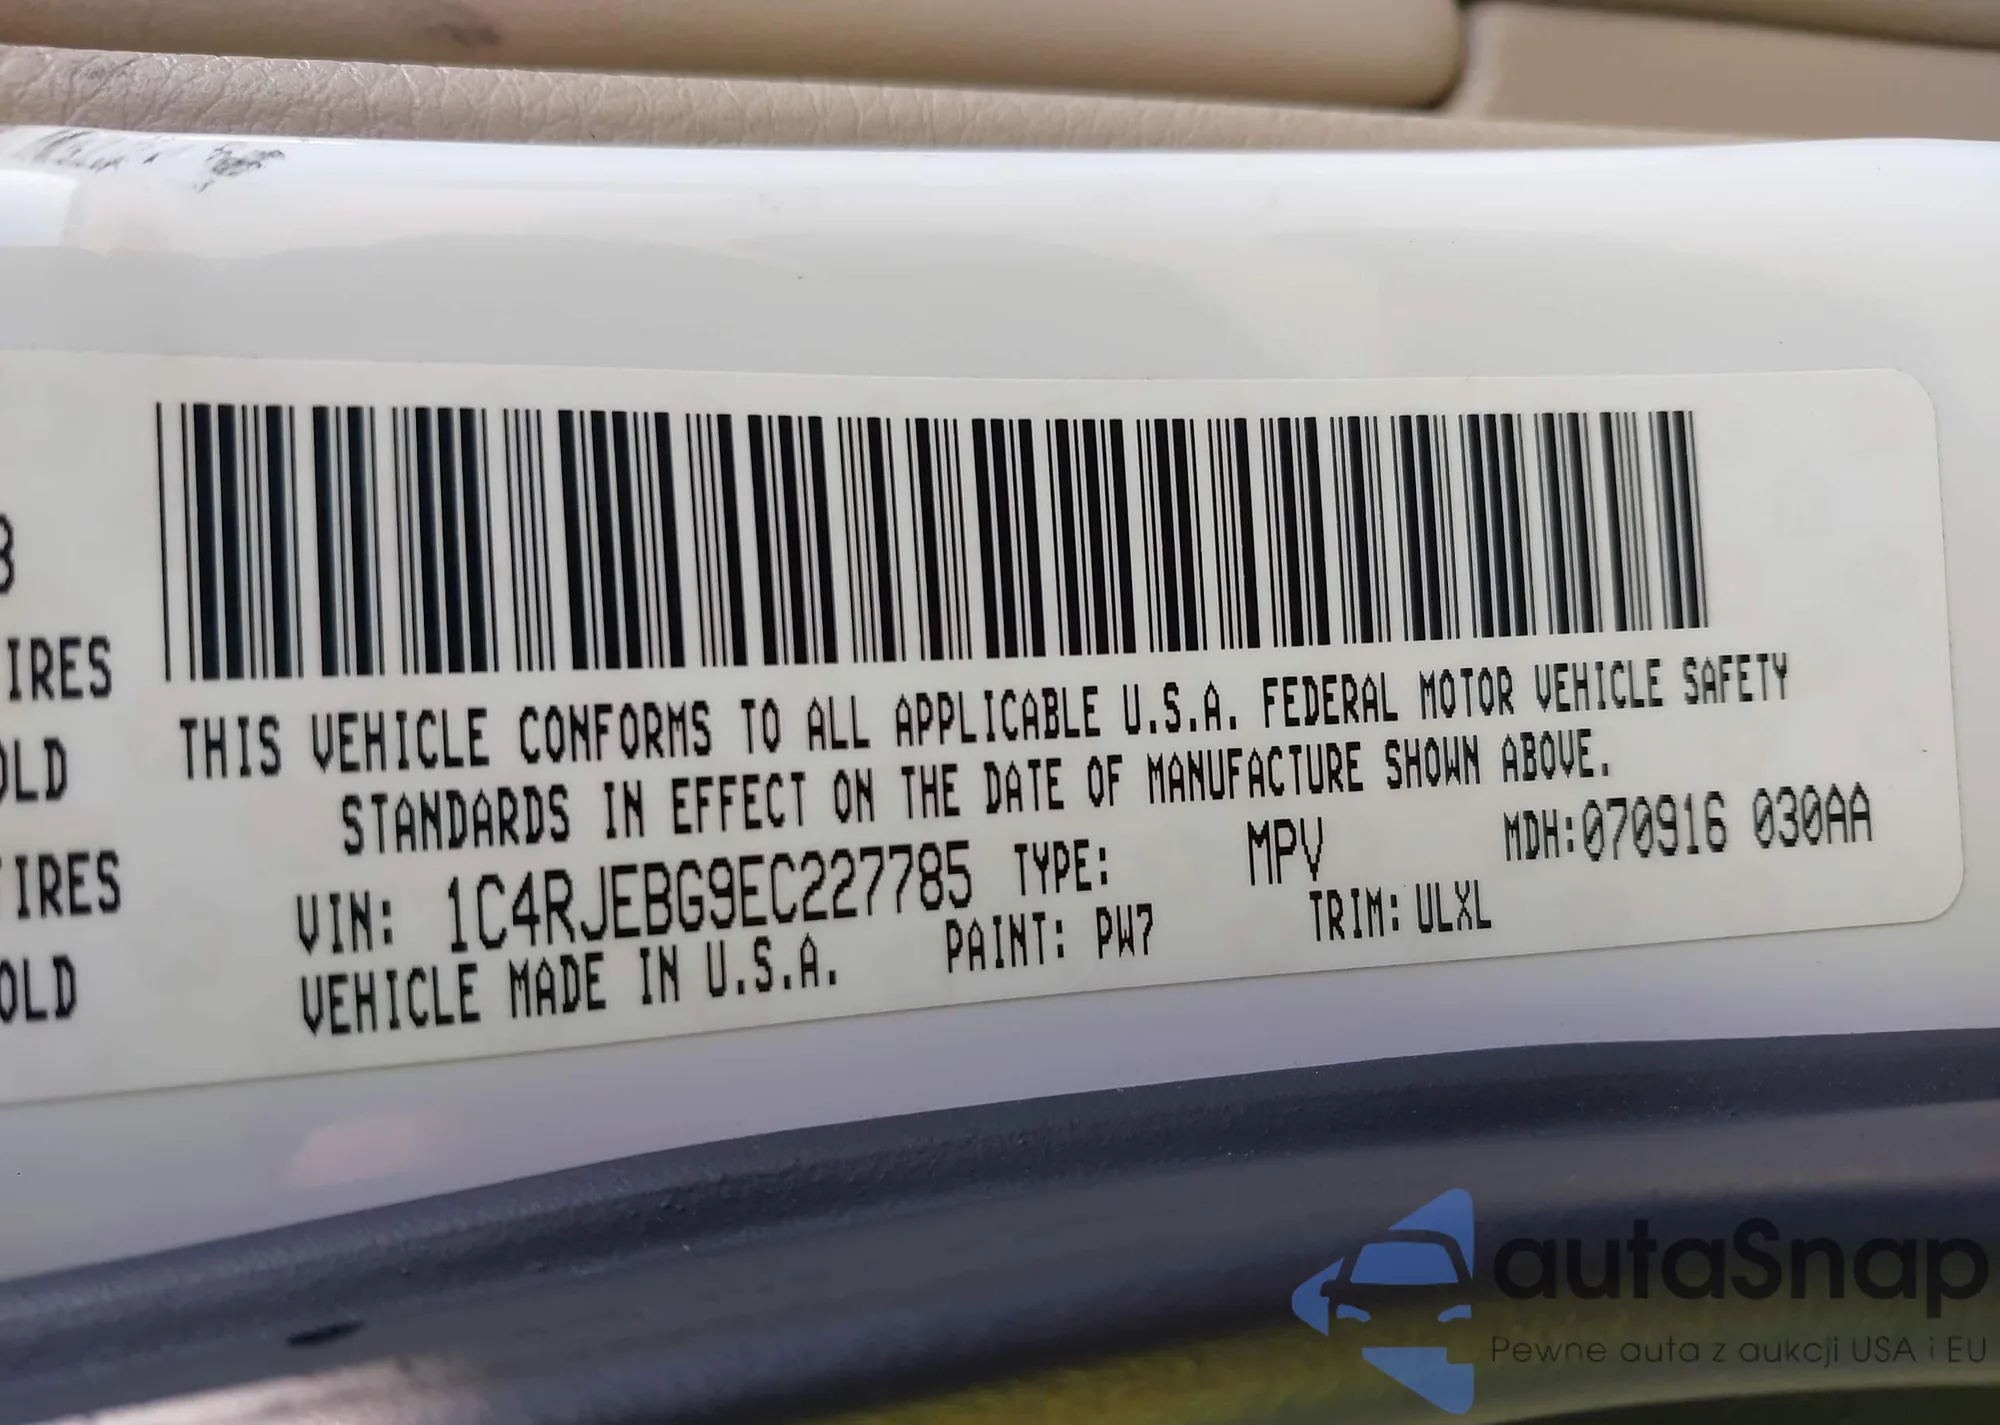 8
IRES
OLD
IRES
OLD
THIS VEHICLE CONFORMS TO ALL APPLICABLE U.S.A. FEDERAL MOTOR VEHICLE SAFETY
STANDARDS IN EFFECT ON THE DATE OF MANUFACTURE SHOWN ABOVE.
VIN: 1C4RJEBG9EC227785 TYPE: MPV MDH:070916 030AA
VEHICLE MADE IN U.S.A. PAINT: PW7 TRIM: ULXL
autaSnap
Pewne auta z aukcji USA i EU